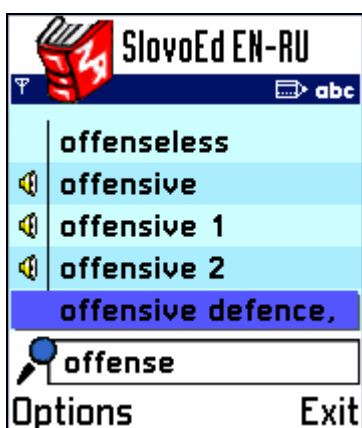 SlovoEd EN-RU
abc
offenseless
offensive
offensive 1
offensive 2
offensive defence,
offense
Options Exit